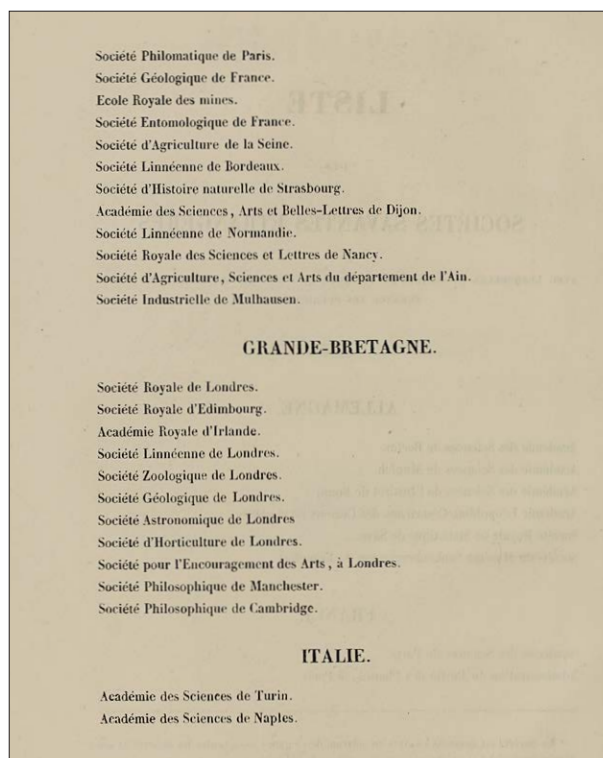 Société Philomatique de Paris.
Société Géologique de France.
Ecole Royale des mines.
Société Entomologique de France.
Société d'Agriculture de la Seine.
Société Linnéenne de Bordeaux.
Société d'Histoire naturelle de Strasbourg.
Académie des Sciences, Arts et Belles-Lettres de Dijon.
Société Linnéenne de Normandie.
Société Royale des Sciences et Lettres de Nancy.
Société d'Agriculture, Sciences et Arts du département de l'Ain.
Société Industrielle de Mulhausen.
GRANDE-BRETAGNE.
Société Royale de Londres.
Société Royale d'Edimbourg.
Académie Royale d'Irlande.
Société Linnéenne de Londres.
Société Zoologique de Londres.
Société Géologique de Londres.
Société Astronomique de Londres
Société d'Horticulture de Londres.
Société pour l'Encouragement des Arts, à Londres.
Société Philosophique de Manchester.
Société Philosophique de Cambridge.
ITALIE.
Académie des Sciences de Turin.
Académie des Sciences de Naples.